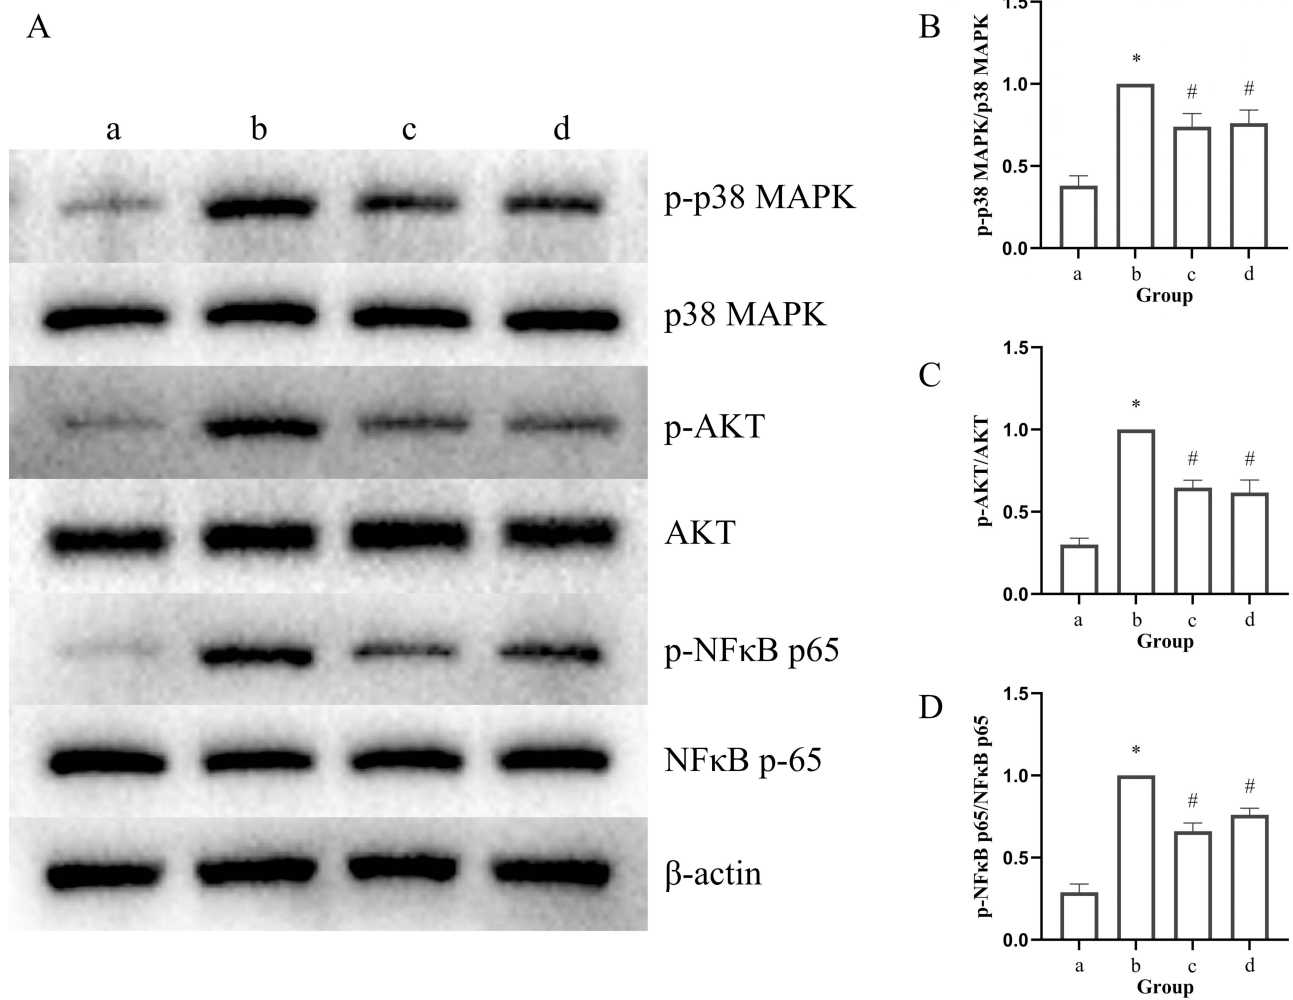 A
a b c d
p-p38 MAPK
p38 MAPK
p-AKT
AKT
p-NFκB p65
NFκB p-65
β-actin
B
p-p38 MAPK/p38 MAPK
1.5
1.0
0.5
0.0
*
#
#
a b c d
Group
C
p-AKT/AKT
1.5
1.0
0.5
0.0
*
#
#
a b c d
Group
D
p-NFκB p65/NFκB p65
1.5
1.0
0.5
0.0
*
#
#
a b c d
Group